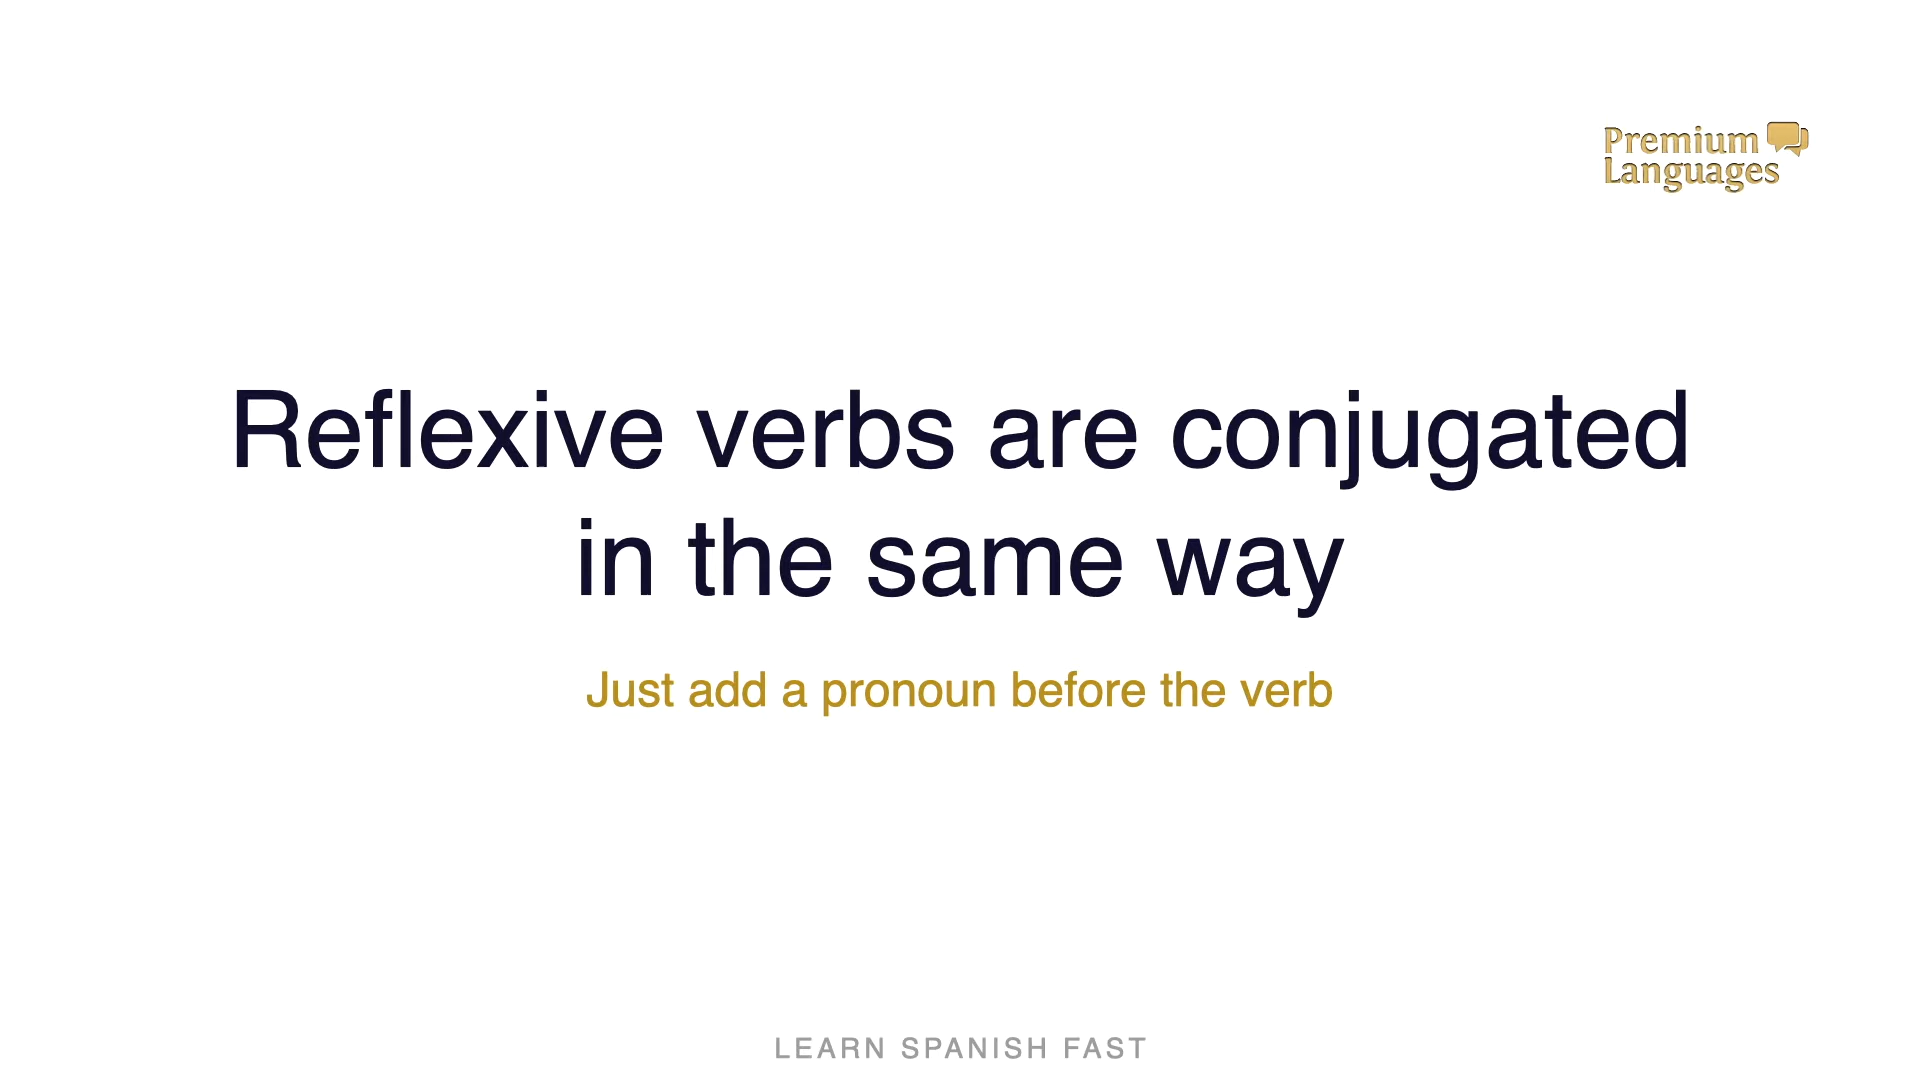 Premium
Languages
Reflexive verbs are conjugated
in the same way
Just add a pronoun before the verb
LEARN SPANISH FAST